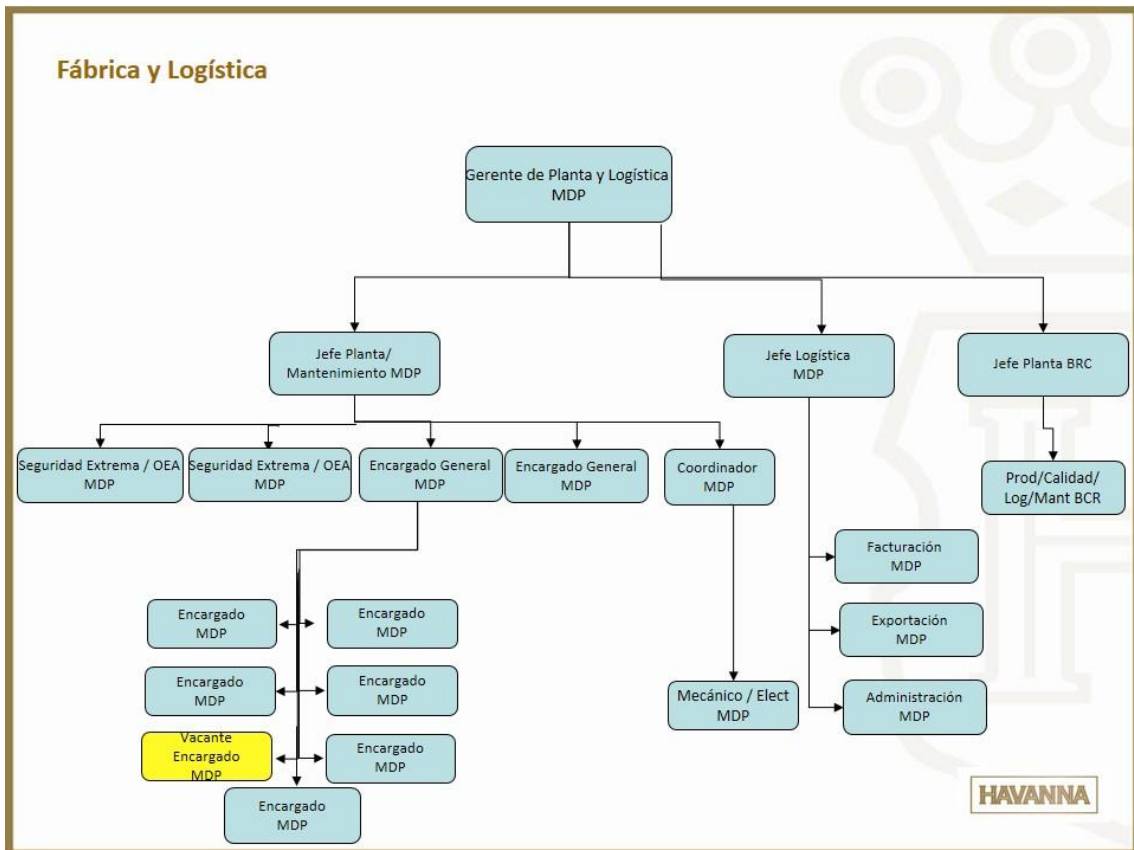 Fábrica y Logística
Gerente de Planta y Logística
MDP
Jefe Planta/
Mantenimiento MDP
Jefe Logística
MDP
Jefe Planta BRC
Seguridad Extrema / OEA
MDP
Seguridad Extrema / OEA
MDP
Encargado General
MDP
Encargado General
MDP
Coordinador
MDP
Prod/Calidad/
Log/Mant BCR
Facturación
MDP
Encargado
MDP
Encargado
MDP
Exportación
MDP
Encargado
MDP
Encargado
MDP
Mecánico / Elect
MDP
Administración
MDP
Vacante
Encargado
MDP
Encargado
MDP
Encargado
MDP
HAVANNA